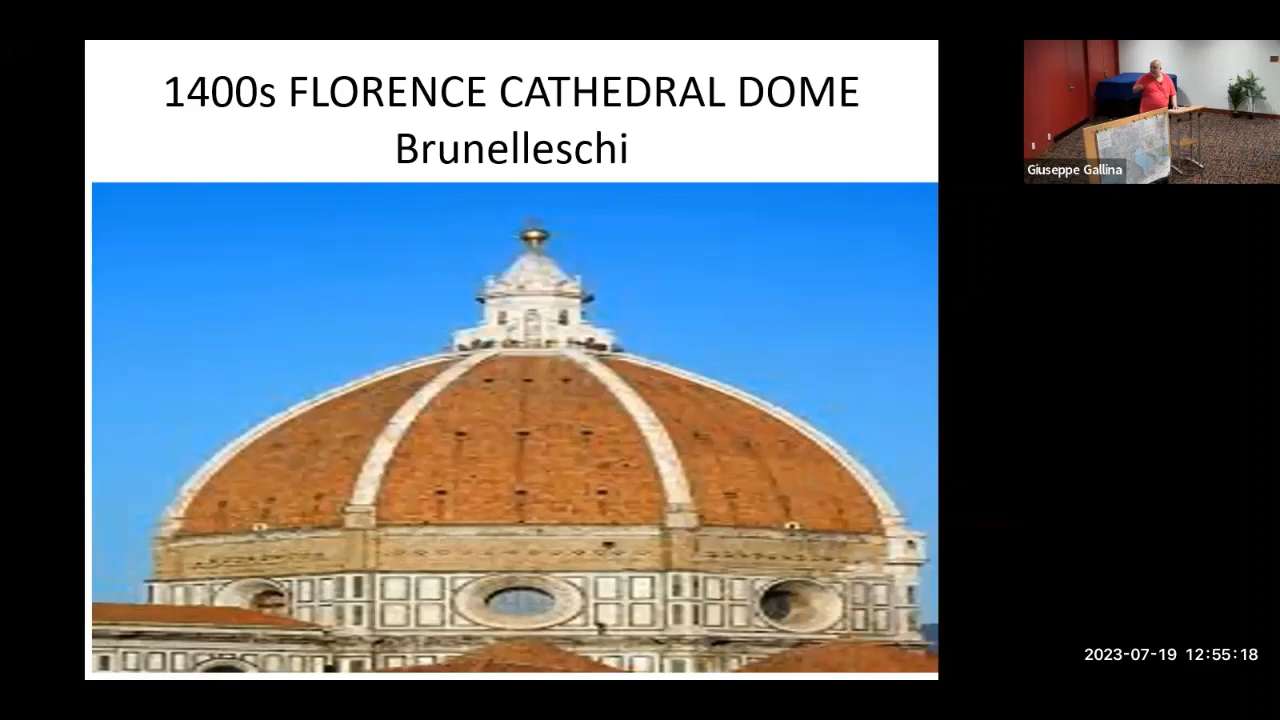 1400s FLORENCE CATHEDRAL DOME
Brunelleschi
Giuseppe Gallina
2023-07-19 12:55:18